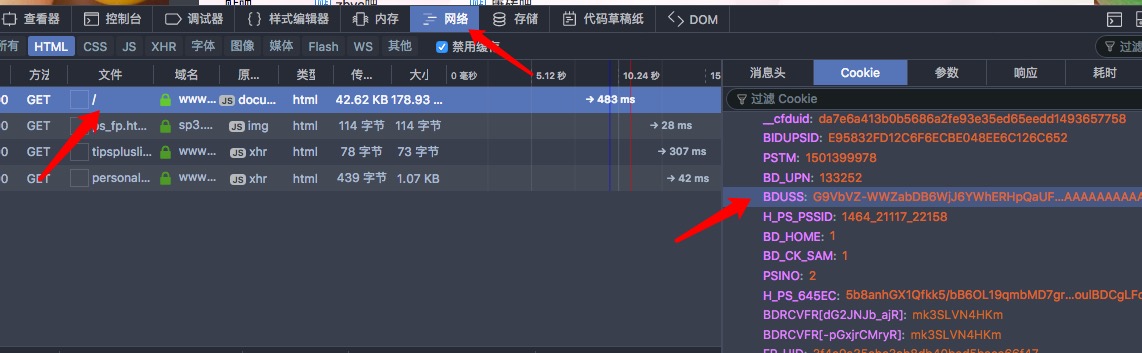 zhyc吧
查看器 控制台 调试器 样式编辑器 内存 网络 存储 代码草稿纸 DOM
所有 HTML CSS JS XHR 字体 图像 媒体 Flash WS 其他 禁用缓存 过滤
方法 文件 域名 原... 类型 传... 大小 0 毫秒 5.12 秒 10.24 秒 15
GET / www... JS docu... html 42.62 KB 178.93 ... → 483 ms
GET ps_fp.ht... sp3.... JS img html 114 字节 114 字节 → 28 ms
GET tipsplusli... www... JS xhr html 78 字节 73 字节 → 307 ms
GET personal... www... JS xhr html 439 字节 1.07 KB → 42 ms
消息头 Cookie 参数 响应 耗时
过滤 Cookie
__cfduid: da7e6a413b0b5686a2fe93e35ed65eedd1493657758
BIDUPSID: E95832FD12C6F6ECBE048EE6C126C652
PSTM: 1501399978
BD_UPN: 133252
BDUSS: G9VbVZ-WWZabDB6WjJ6YWhERHpQaUF...AAAAAAAAAA
H_PS_PSSID: 1464_21117_22158
BD_HOME: 1
BD_CK_SAM: 1
PSINO: 2
H_PS_645EC: 5b8anhGX1Qfkk5/bB6OL19qmbMD7gr...oulBDCgLFc
BDRCVFR[dG2JNJb_ajR]: mk3SLVN4HKm
BDRCVFR[-pGxjrCMryR]: mk3SLVN4HKm